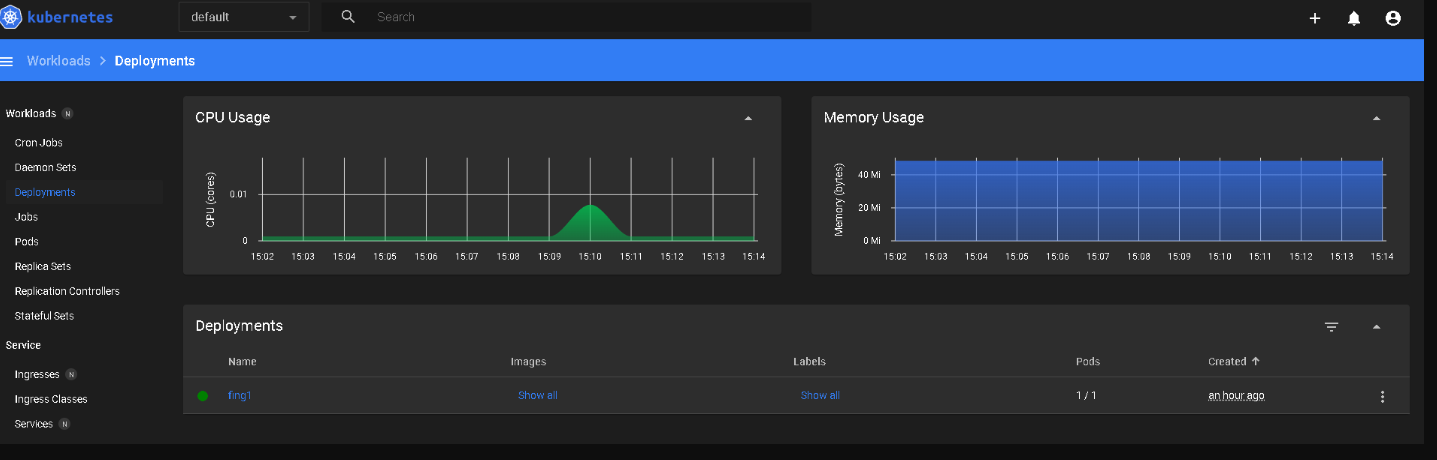 kubernetes
default
Search
Workloads > Deployments
Workloads N
Cron Jobs
Daemon Sets
Deployments
Jobs
Pods
Replica Sets
Replication Controllers
Stateful Sets
Service
Ingresses N
Ingress Classes
Services N
CPU Usage
CPU (cores)
0.01
0
15:02 15:03 15:04 15:05 15:06 15:07 15:08 15:09 15:10 15:11 15:12 15:13 15:14
Memory Usage
Memory (bytes)
40 Mi
20 Mi
0 Mi
15:02 15:03 15:04 15:05 15:06 15:07 15:08 15:09 15:10 15:11 15:12 15:13 15:14
Deployments
Name Images Labels Pods Created ↑
fing1 Show all Show all 1 / 1 an hour ago